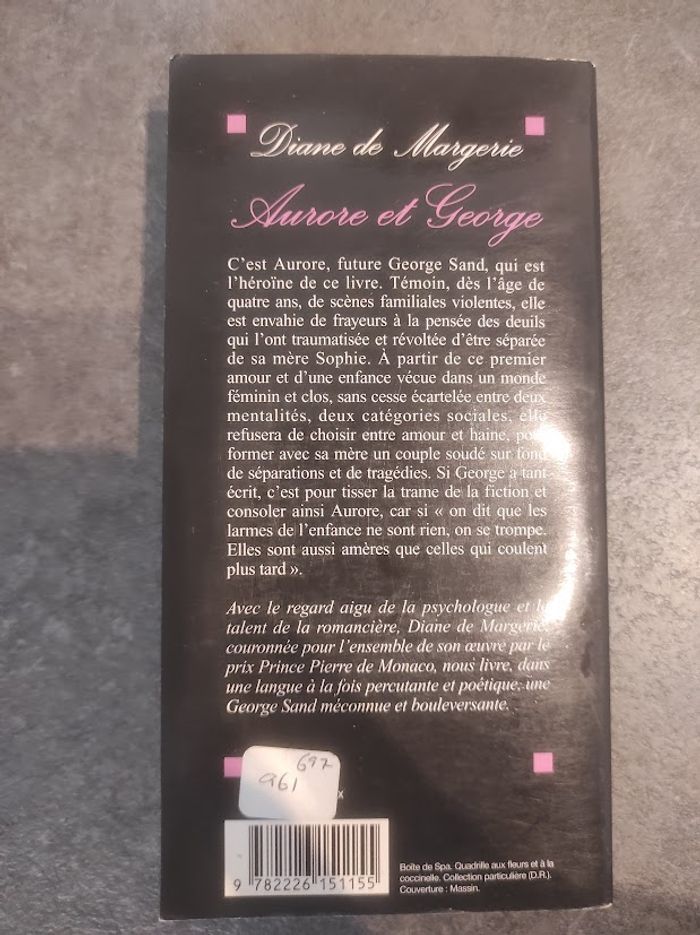 Diane de Margerie
Aurore et George
C'est Aurore, future George Sand, qui est
l'héroïne de ce livre. Témoin, dès l'âge de
quatre ans, de scènes familiales violentes, elle
est envahie de frayeurs à la pensée des deuils
qui l'ont traumatisée et révoltée d'être séparée
de sa mère Sophie. À partir de ce premier
amour et d'une enfance vécue dans un monde
féminin et clos, sans cesse écartelée entre deux
mentalités, deux catégories sociales, elle
refusera de choisir entre amour et haine, pour
former avec sa mère un couple soudé sur fond
de séparations et de tragédies. Si George a tant
écrit, c'est pour tisser la trame de la fiction et
consoler ainsi Aurore, car si « on dit que les
larmes de l'enfance ne sont rien, on se trompe.
Elles sont aussi amères que celles qui coulent
plus tard ».
Avec le regard aigu de la psychologue et le
talent de la romancière, Diane de Margerie,
couronnée pour l'ensemble de son œuvre par le
prix Prince Pierre de Monaco, nous livre, dans
une langue à la fois percutante et poétique, une
George Sand méconnue et bouleversante.
697
961
x
9 782226 151155
Boîte de Spa. Quadrille aux fleurs et à la
coccinelle. Collection particulière (D.R.).
Couverture : Massin.